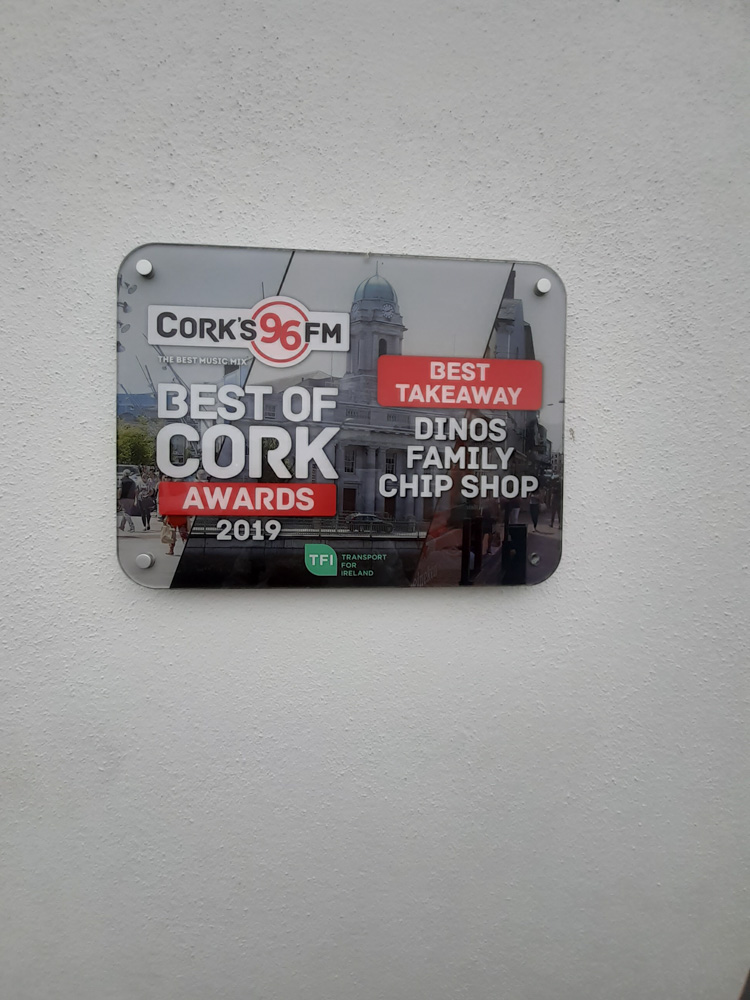 CORK'S 96FM
THE BEST MUSIC MIX
BEST OF
CORK
AWARDS
2019
BEST
TAKEAWAY
DINOS
FAMILY
CHIP SHOP
TFI
TRANSPORT
FOR
IRELAND